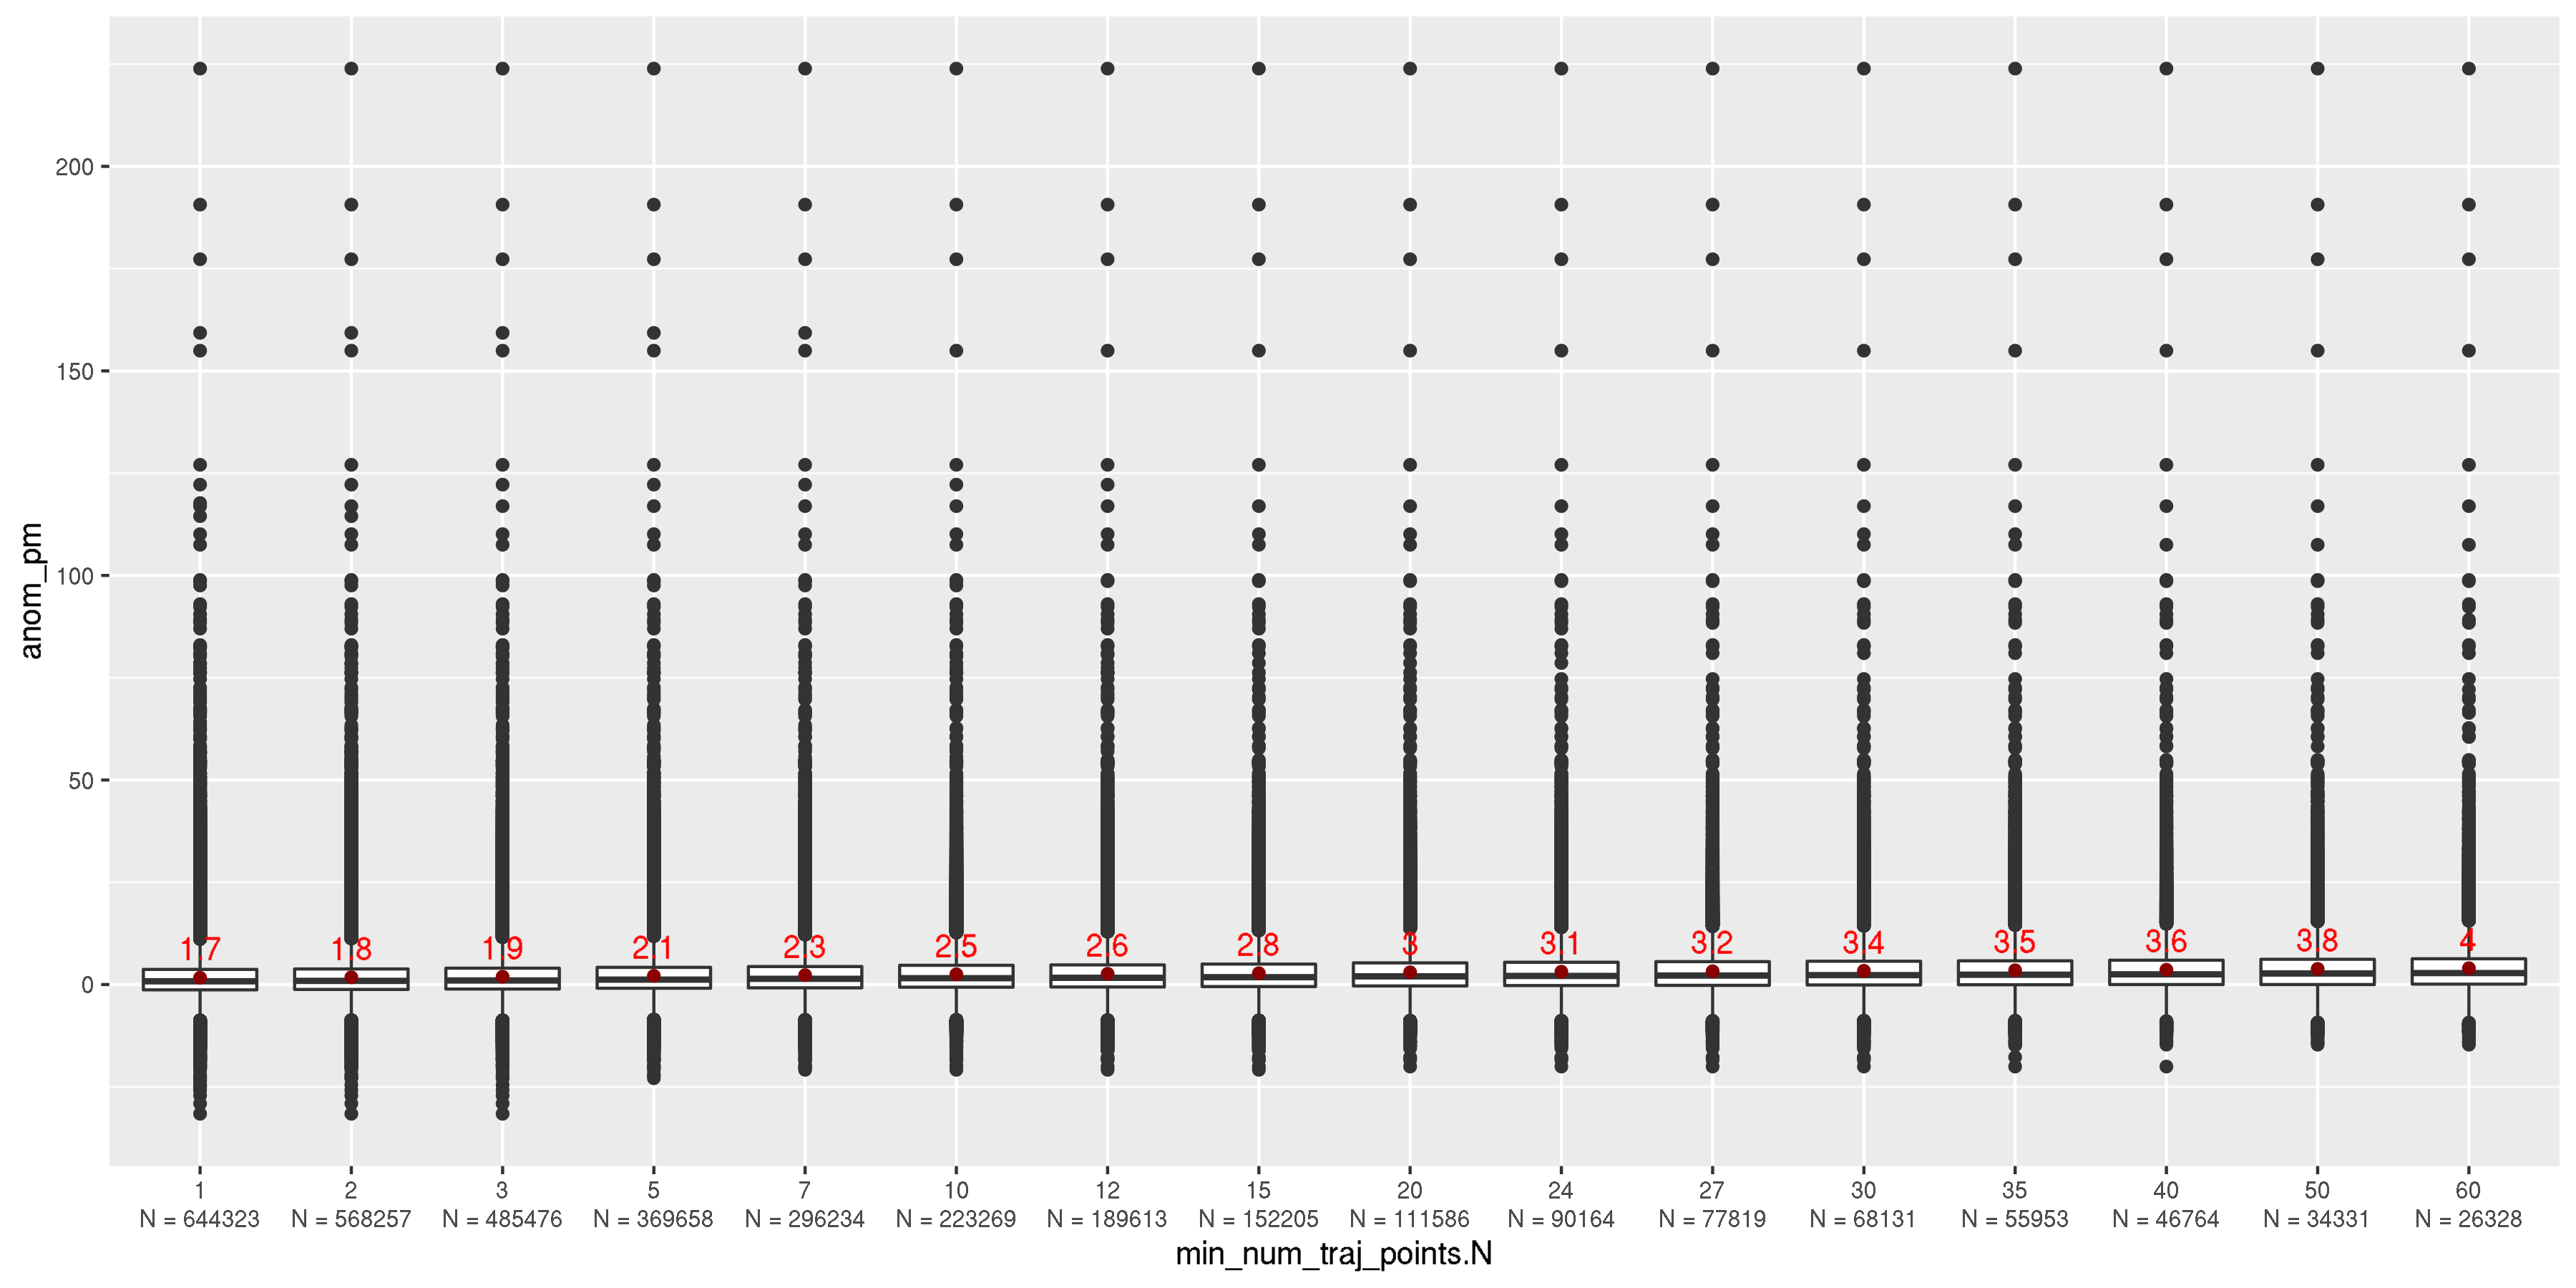 anom_pm
200
150
100
50
0
1.7 1.8 1.9 2.1 2.3 2.5 2.6 2.8 3 3.1 3.2 3.4 3.5 3.6 3.8 4
1 2 3 5 7 10 12 15 20 24 27 30 35 40 50 60
N = 644323 N = 568257 N = 485476 N = 369658 N = 296234 N = 223269 N = 189613 N = 152205 N = 111586 N = 90164 N = 77819 N = 68131 N = 55953 N = 46764 N = 34331 N = 26328
min_num_traj_points.N